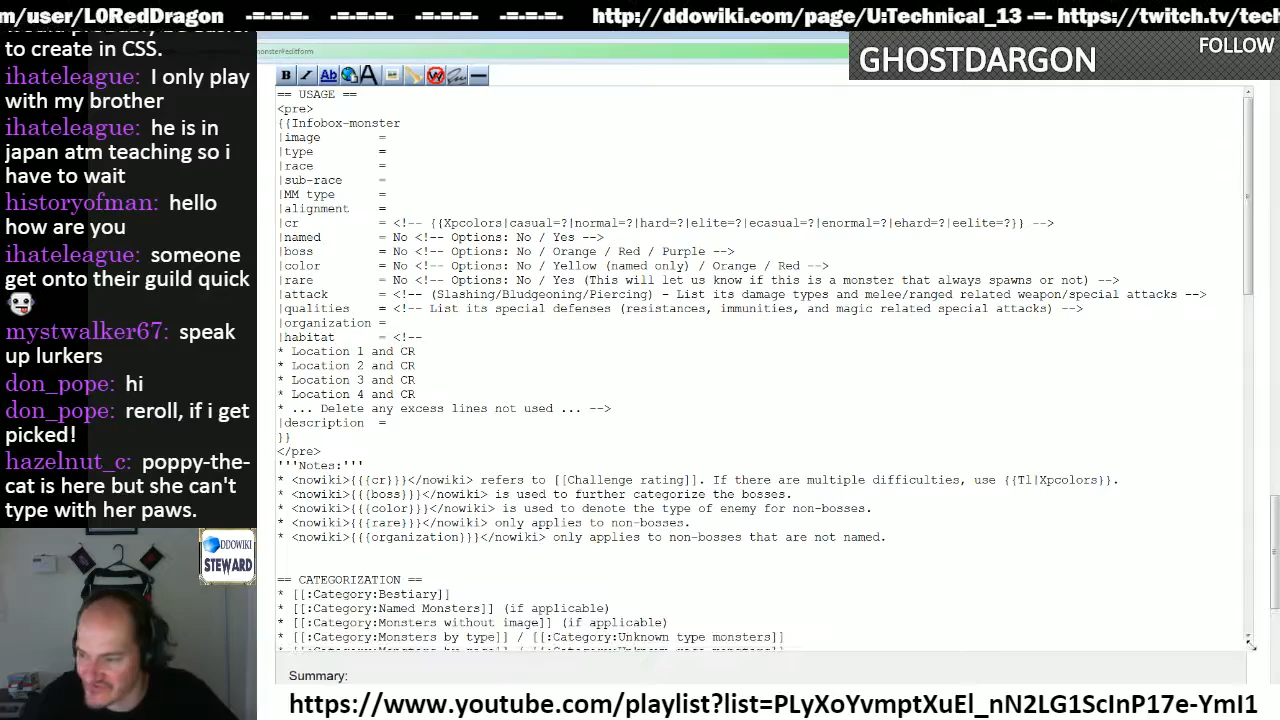 m/user/L0RedDragon -=-=-=- -=-=-=- -=-=-=- -=-=-=- http://ddowiki.com/page/U:Technical_13 -=- https://twitch.tv/tech
to create in CSS.
ihateleague: I only play
with my brother
ihateleague: he is in
japan atm teaching so i
have to wait
historyofman: hello
how are you
ihateleague: someone
get onto their guild quick
mystwalker67: speak
up lurkers
don_pope: hi
don_pope: reroll, if i get
picked!
hazelnut_c: poppy-the-
cat is here but she can't
type with her paws.
DDOWIKI
STEWARD
monster#editform
GHOSTDARGON
FOLLOW
B I Ab A W
== USAGE ==
<pre>
{{Infobox-monster
|image =
|type =
|race =
|sub-race =
|MM type =
|alignment =
|cr = <!-- {{Xpcolors|casual=?|normal=?|hard=?|elite=?|ecasual=?|enormal=?|ehard=?|eelite=?}} -->
|named = No <!-- Options: No / Yes -->
|boss = No <!-- Options: No / Orange / Red / Purple -->
|color = No <!-- Options: No / Yellow (named only) / Orange / Red -->
|rare = No <!-- Options: No / Yes (This will let us know if this is a monster that always spawns or not) -->
|attack = <!-- (Slashing/Bludgeoning/Piercing) - List its damage types and melee/ranged related weapon/special attacks -->
|qualities = <!-- List its special defenses (resistances, immunities, and magic related special attacks) -->
|organization =
|habitat = <!--
* Location 1 and CR
* Location 2 and CR
* Location 3 and CR
* Location 4 and CR
* ... Delete any excess lines not used ... -->
|description =
}}
</pre>
'''Notes:'''
* <nowiki>{{{cr}}}</nowiki> refers to [[Challenge rating]]. If there are multiple difficulties, use {{Tl|Xpcolors}}.
* <nowiki>{{{boss}}}</nowiki> is used to further categorize the bosses.
* <nowiki>{{{color}}}</nowiki> is used to denote the type of enemy for non-bosses.
* <nowiki>{{{rare}}}</nowiki> only applies to non-bosses.
* <nowiki>{{{organization}}}</nowiki> only applies to non-bosses that are not named.
== CATEGORIZATION ==
* [[:Category:Bestiary]]
* [[:Category:Named Monsters]] (if applicable)
* [[:Category:Monsters without image]] (if applicable)
* [[:Category:Monsters by type]] / [[:Category:Unknown type monsters]]
Summary:
https://www.youtube.com/playlist?list=PLyXoYvmptXuEl_nN2LG1ScInP17e-YmI1